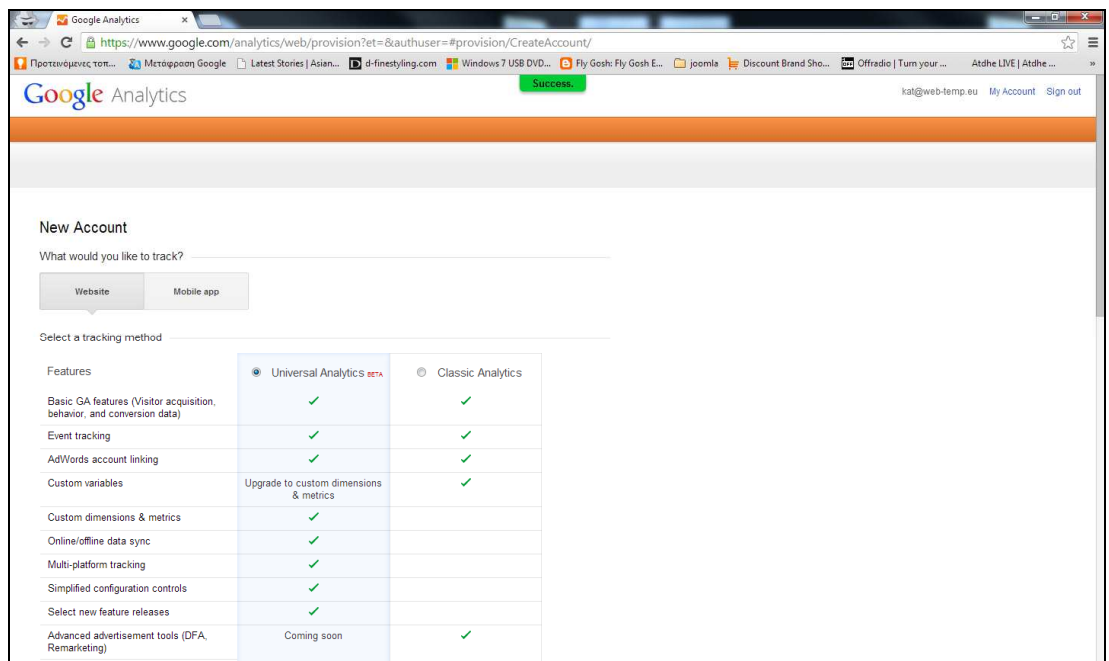 Google Analytics
https://www.google.com/analytics/web/provision?et=&authuser=#provision/CreateAccount/
Προτεινόμενες τοπ... Μετάφραση Google Latest Stories | Asian... d-finestyling.com Windows 7 USB DVD... Fly Gosh: Fly Gosh E... joomla Discount Brand Sho... Offradio | Turn your ... Atdhe LIVE | Atdhe ... »
Success.
Google Analytics kat@web-temp.eu My Account Sign out
New Account
What would you like to track?
Website Mobile app
Select a tracking method
Features Universal Analytics BETA Classic Analytics
Basic GA features (Visitor acquisition,
behavior, and conversion data)
Event tracking
AdWords account linking
Custom variables Upgrade to custom dimensions
& metrics
Custom dimensions & metrics
Online/offline data sync
Multi-platform tracking
Simplified configuration controls
Select new feature releases
Advanced advertisement tools (DFA, Coming soon
Remarketing)